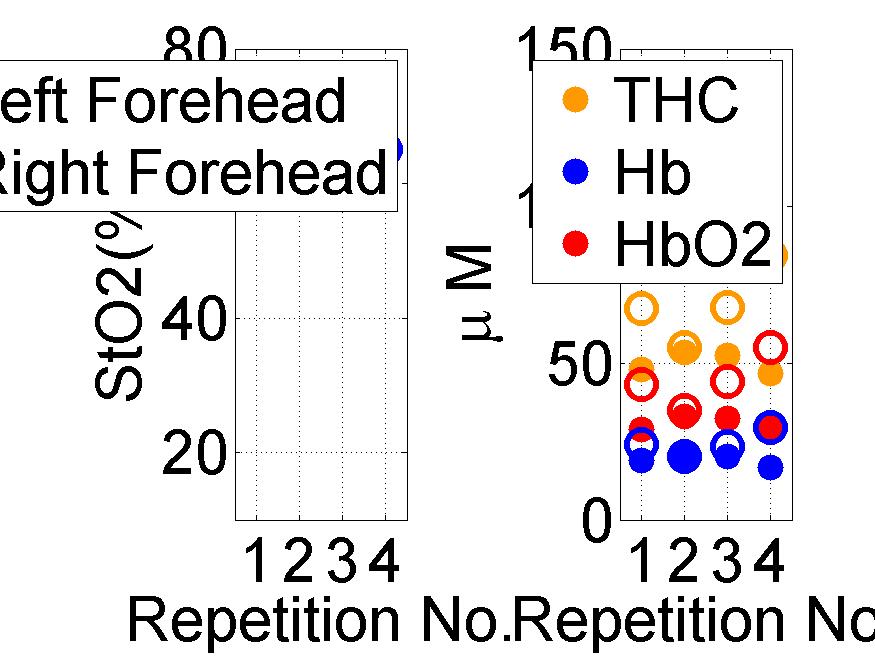 80
eft Forehead
Right Forehead
StO2(%
40
20
1 2 3 4
Repetition No.
150
THC
Hb
HbO2
1
μ M
50
0
1 2 3 4
Repetition No